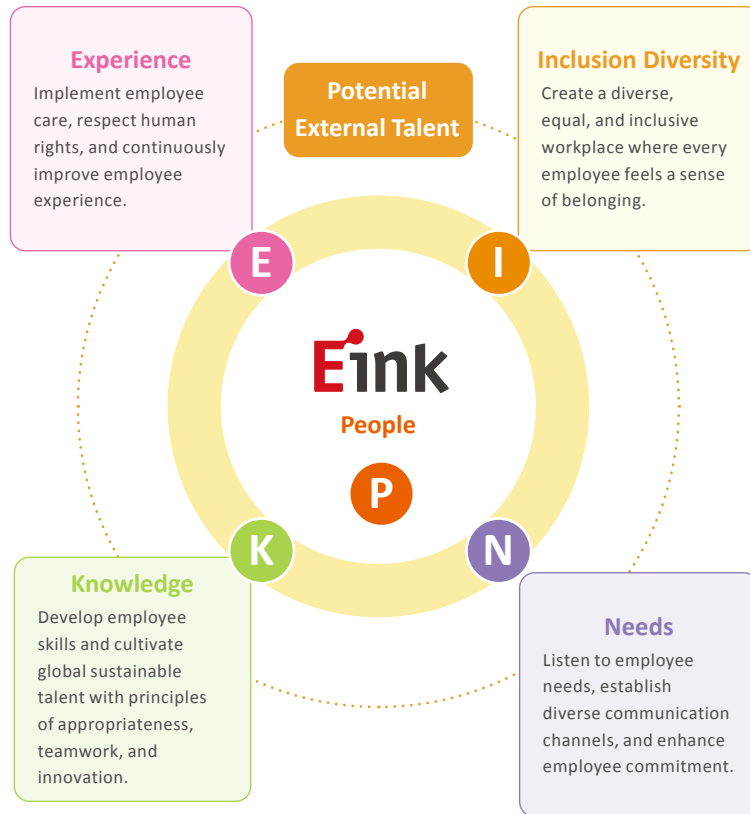 Experience
Implement employee
care, respect human
rights, and continuously
improve employee
experience.
Potential
External Talent
Inclusion Diversity
Create a diverse,
equal, and inclusive
workplace where every
employee feels a sense
of belonging.
E
I
Eink
People
P
K
N
Knowledge
Develop employee
skills and cultivate
global sustainable
talent with principles
of appropriateness,
teamwork, and
innovation.
Needs
Listen to employee
needs, establish
diverse communication
channels, and enhance
employee commitment.